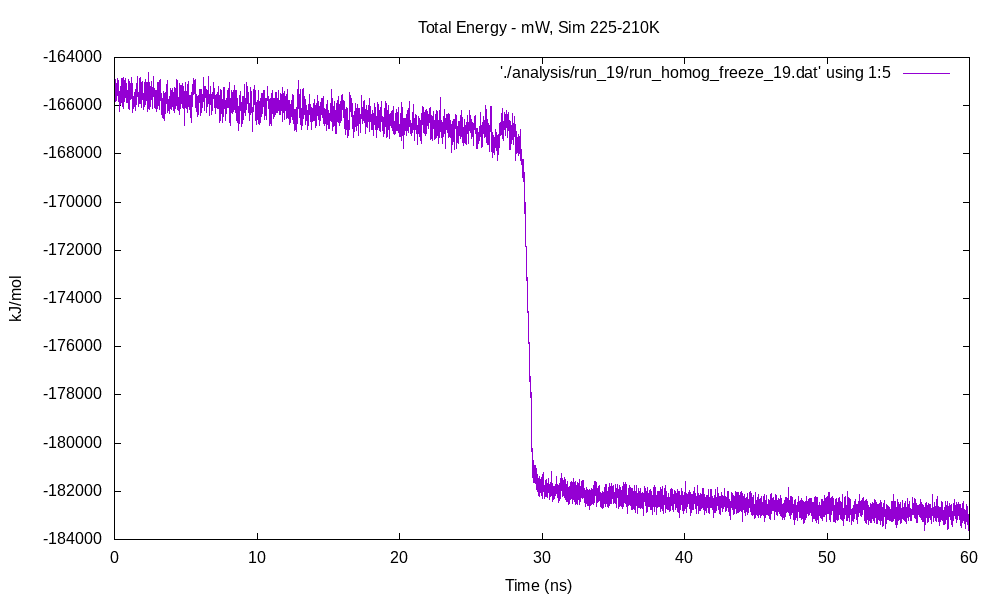 Total Energy - mW, Sim 225-210K
'./analysis/run_19/run_homog_freeze_19.dat' using 1:5
-164000
-166000
-168000
-170000
-172000
-174000
-176000
-178000
-180000
-182000
-184000
kJ/mol
0 10 20 30 40 50 60
Time (ns)